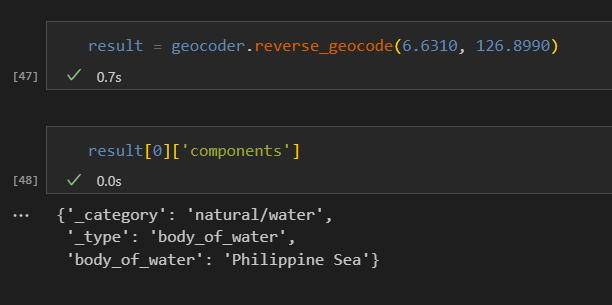 result = geocoder.reverse_geocode(6.6310, 126.8990)
[47] ✓ 0.7s
result[0]['components']
[48] ✓ 0.0s
... {'_category': 'natural/water',
'_type': 'body_of_water',
'body_of_water': 'Philippine Sea'}